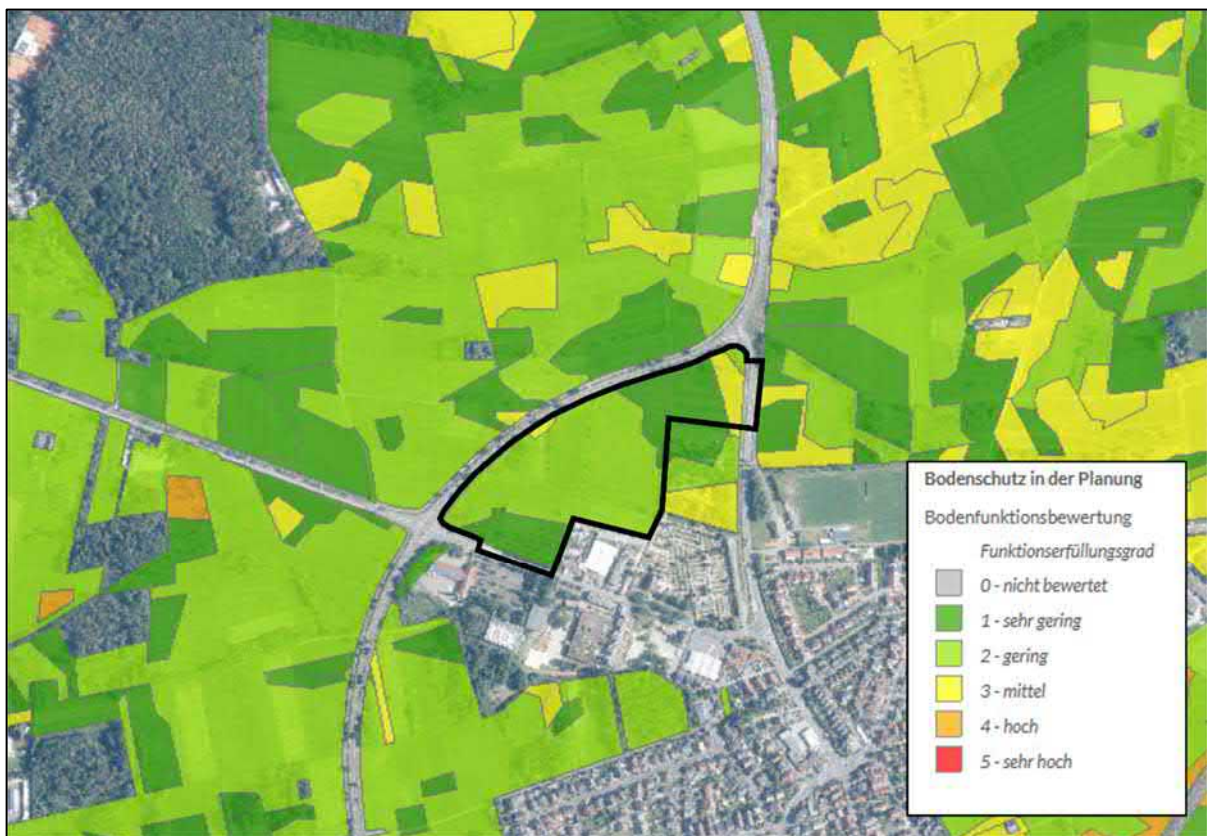 Bodenschutz in der Planung
Bodenfunktionsbewertung
Funktionserfüllungsgrad
0 - nicht bewertet
1 - sehr gering
2 - gering
3 - mittel
4 - hoch
5 - sehr hoch